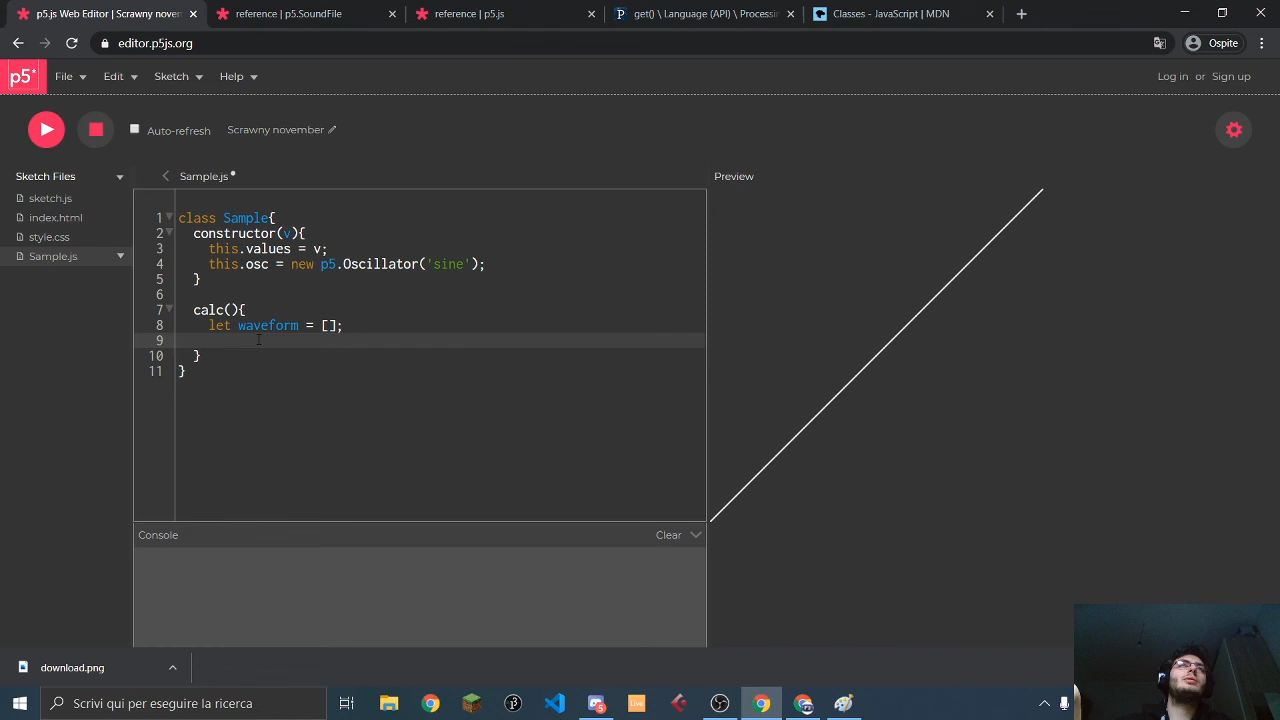 p5.js Web Editor | Scrawny noven
reference | p5.SoundFile
reference | p5.js
get() \ Language (API) \ Processin
Classes - JavaScript | MDN
editor.p5js.org
Ospite
p5*
File
Edit
Sketch
Help
Log in or Sign up
Auto-refresh
Scrawny november
Sketch Files
Sample.js
Preview
sketch.js
index.html
style.css
Sample.js
1 class Sample{
2 constructor(v){
3 this.values = v;
4 this.osc = new p5.Oscillator('sine');
5 }
6
7 calc(){
8 let waveform = [];
9
10 }
11 }
Console
Clear
download.png
Scrivi qui per eseguire la ricerca
Live